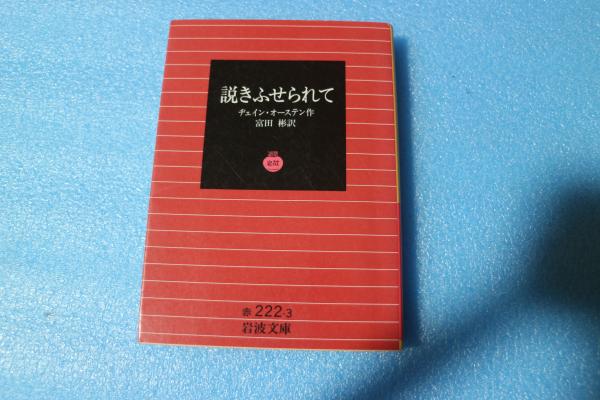 説きふせられて
ヂェイン・オーステン作
富田 彬訳
赤 222-3
岩波文庫